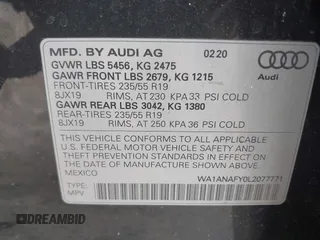 MFD. BY AUDI AG 02/20
GVWR LBS 5456, KG 2475
GAWR FRONT LBS 2679, KG 1215
FRONT-TIRES 235/55 R19
8JX19 RIMS, AT 230 KPA 33 PSI COLD
GAWR REAR LBS 3042, KG 1380
REAR-TIRES 235/55 R19
8JX19 RIMS, AT 250 KPA 36 PSI COLD
Audi
THIS VEHICLE CONFORMS TO ALL APPLICABLE
U.S. FEDERAL MOTOR VEHICLE SAFETY AND
BUMPER STANDARDS IN EFFECT ON THE DATE
OF MANUFACTURE SHOWN ABOVE.
MEXICO WA1ANAFY0L2077771
TYPE:
MPV
DREAMBID